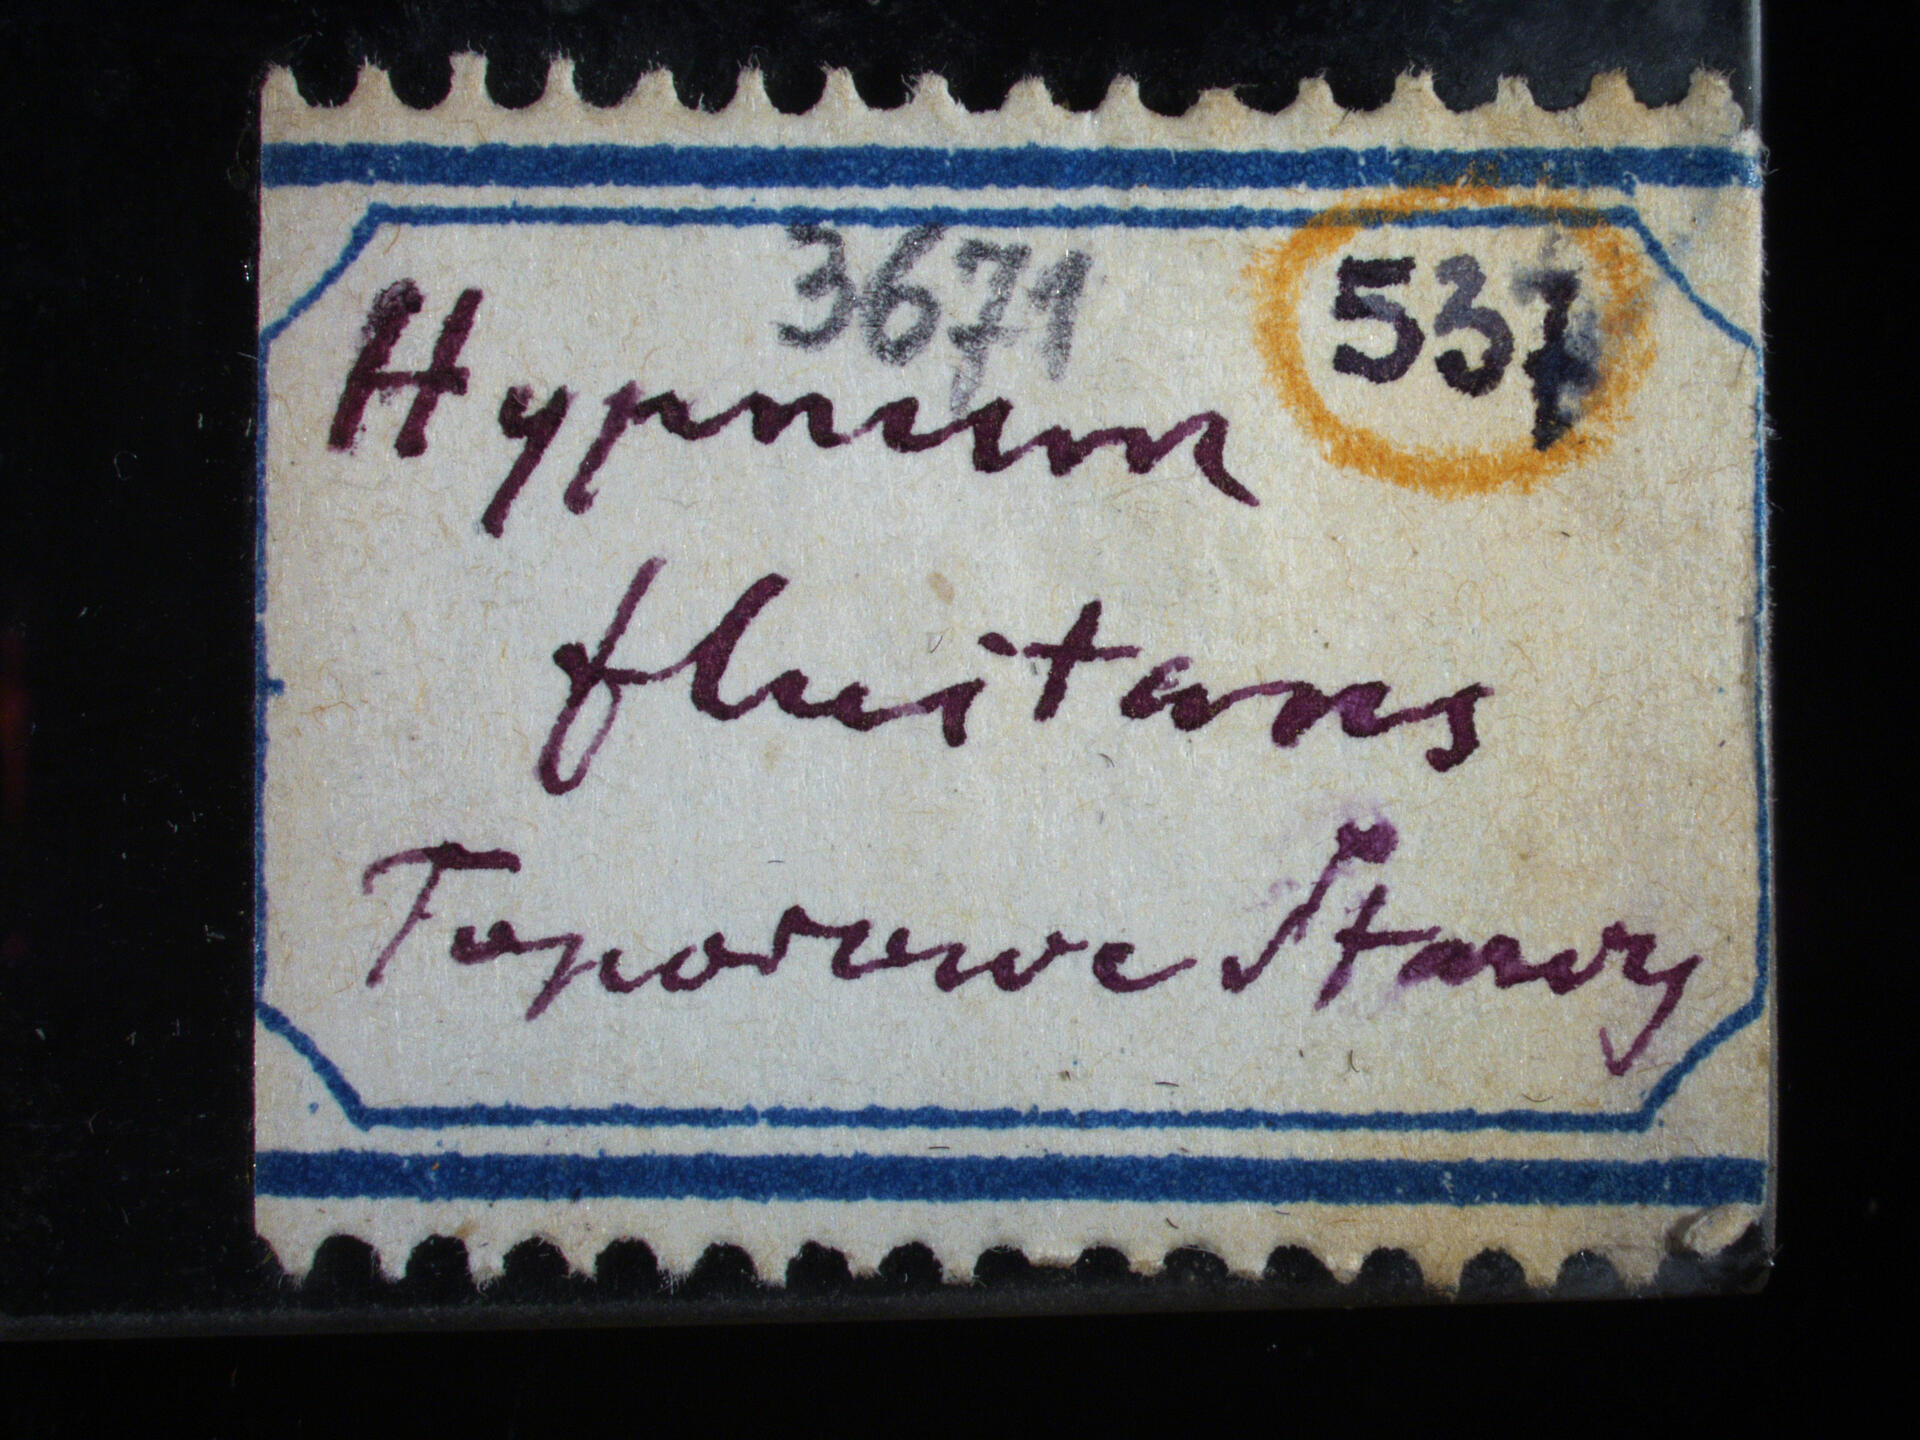 3671
537
Hypnum
fluitans
Toporowe Stawy